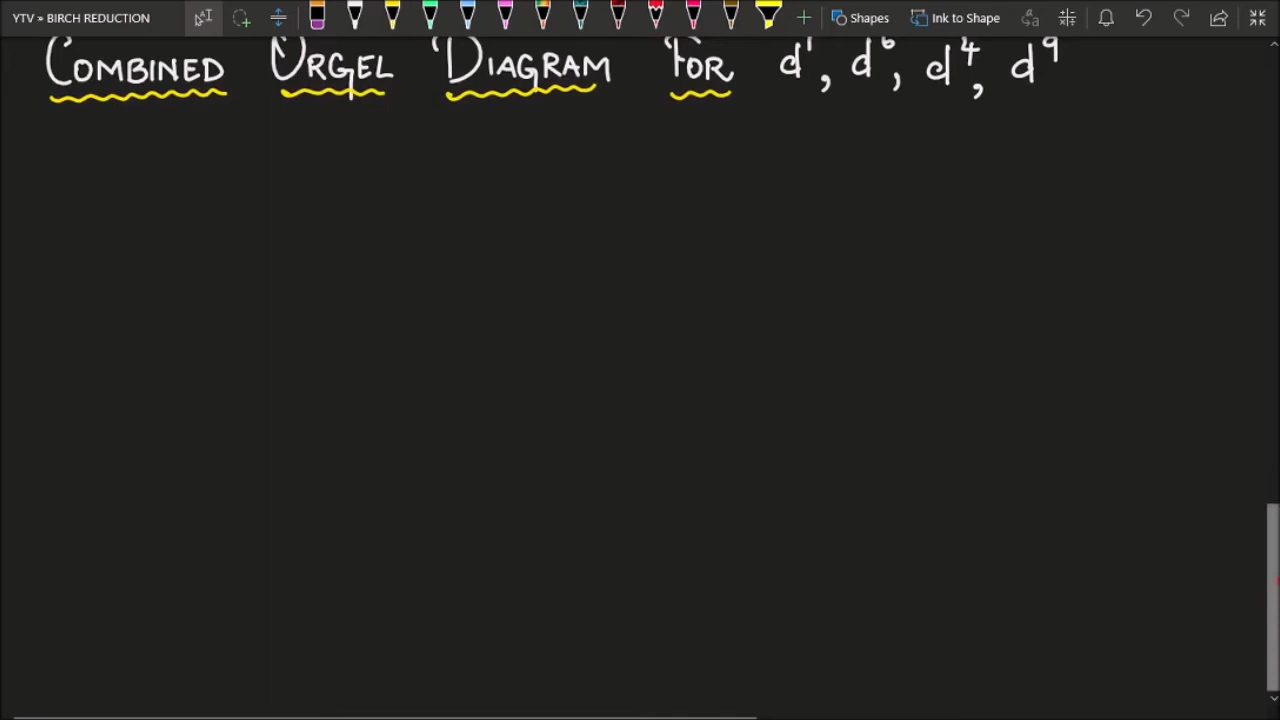 YTV » BIRCH REDUCTION Shapes Ink to Shape
COMBINED ORGEL DIAGRAM FOR d¹, d⁶, d⁴, d⁹